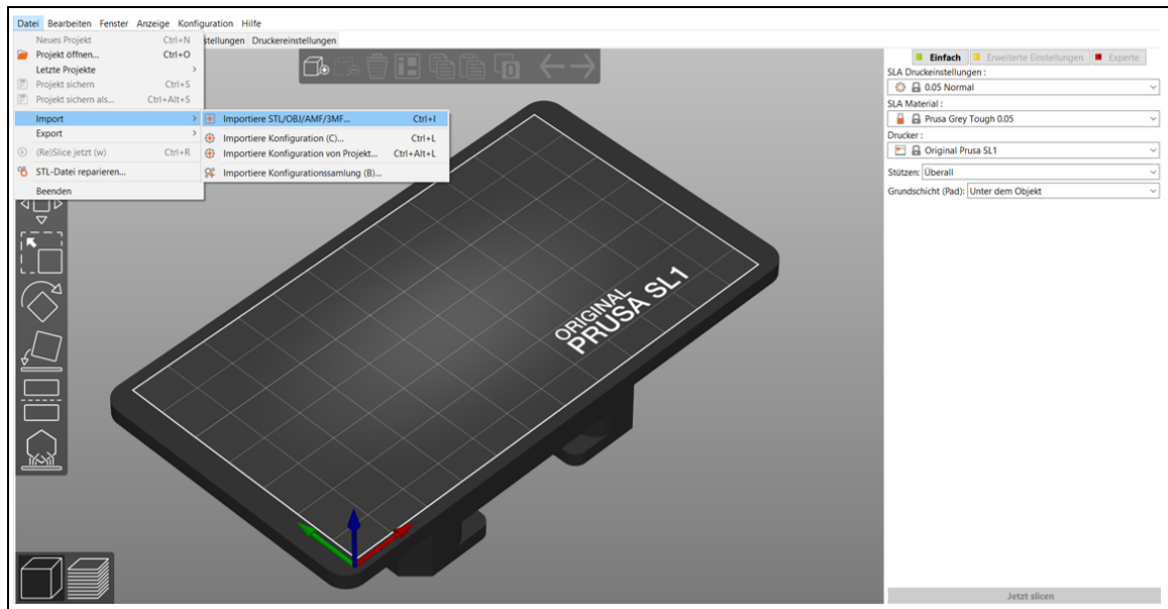 Datei Bearbeiten Fenster Anzeige Konfiguration Hilfe
stellungen Druckereinstellungen
Neues Projekt Ctrl+N
Projekt öffnen... Ctrl+O
Letzte Projekte
Projekt sichern Ctrl+S
Projekt sichern als... Ctrl+Alt+S
Import
Export
(Re)Slice jetzt (w) Ctrl+R
STL-Datei reparieren...
Beenden
Importiere STL/OBJ/AMF/3MF... Ctrl+I
Importiere Konfiguration (C)... Ctrl+L
Importiere Konfiguration von Projekt... Ctrl+Alt+L
Importiere Konfigurationssamlung (B)...
ORIGINAL
PRUSA SL1
Einfach Erweiterte Einstellungen Experte
SLA Druckeinstellungen :
0.05 Normal
SLA Material :
Prusa Grey Tough 0.05
Drucker :
Original Prusa SL1
Stützen: Überall
Grundschicht (Pad): Unter dem Objekt
Jetzt slicen